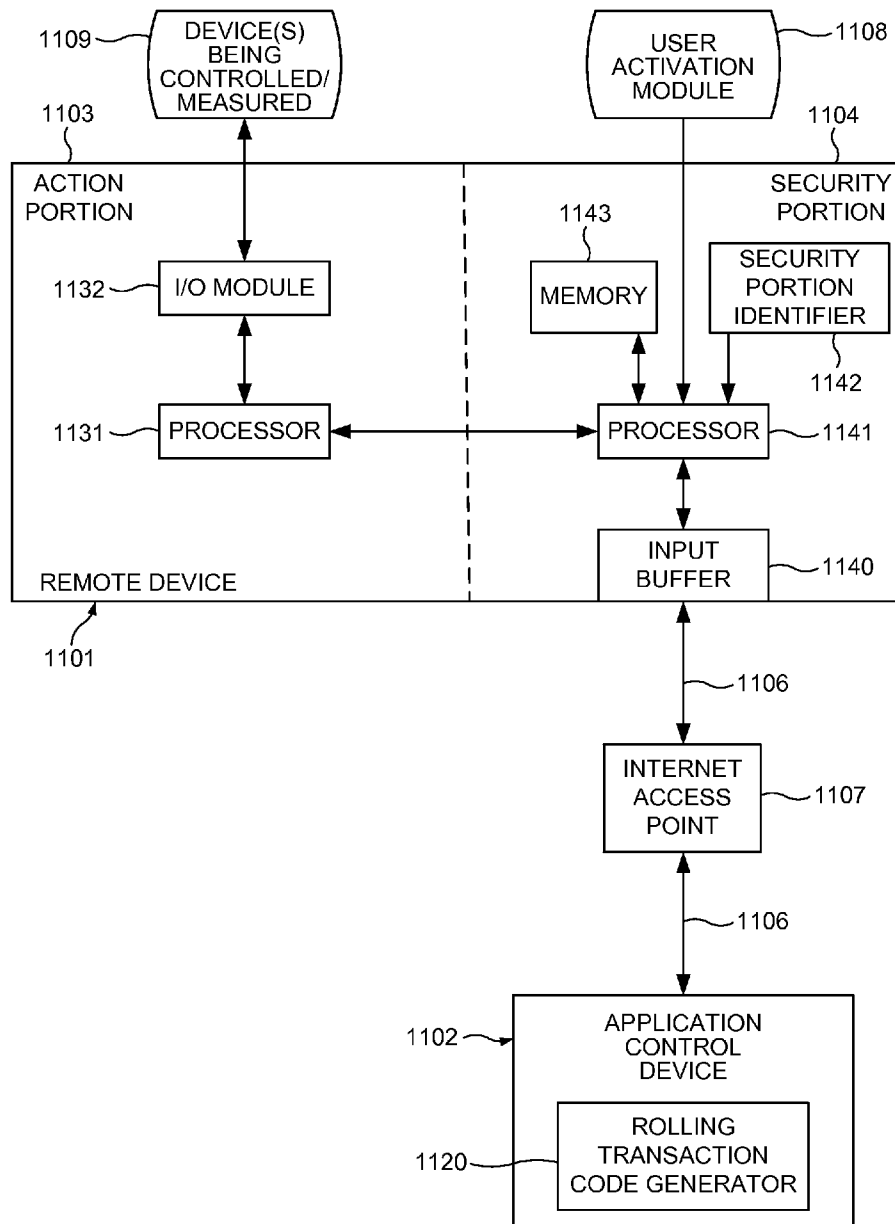 1109
DEVICE(S)
BEING
CONTROLLED/
MEASURED
USER
ACTIVATION
MODULE
1108
1103
1104
ACTION
PORTION
SECURITY
PORTION
1143
1132
I/O MODULE
MEMORY
SECURITY
PORTION
IDENTIFIER
1142
1131
PROCESSOR
PROCESSOR
1141
INPUT
BUFFER
1140
REMOTE DEVICE
1101
1106
INTERNET
ACCESS
POINT
1107
1106
1102
APPLICATION
CONTROL
DEVICE
1120
ROLLING
TRANSACTION
CODE GENERATOR